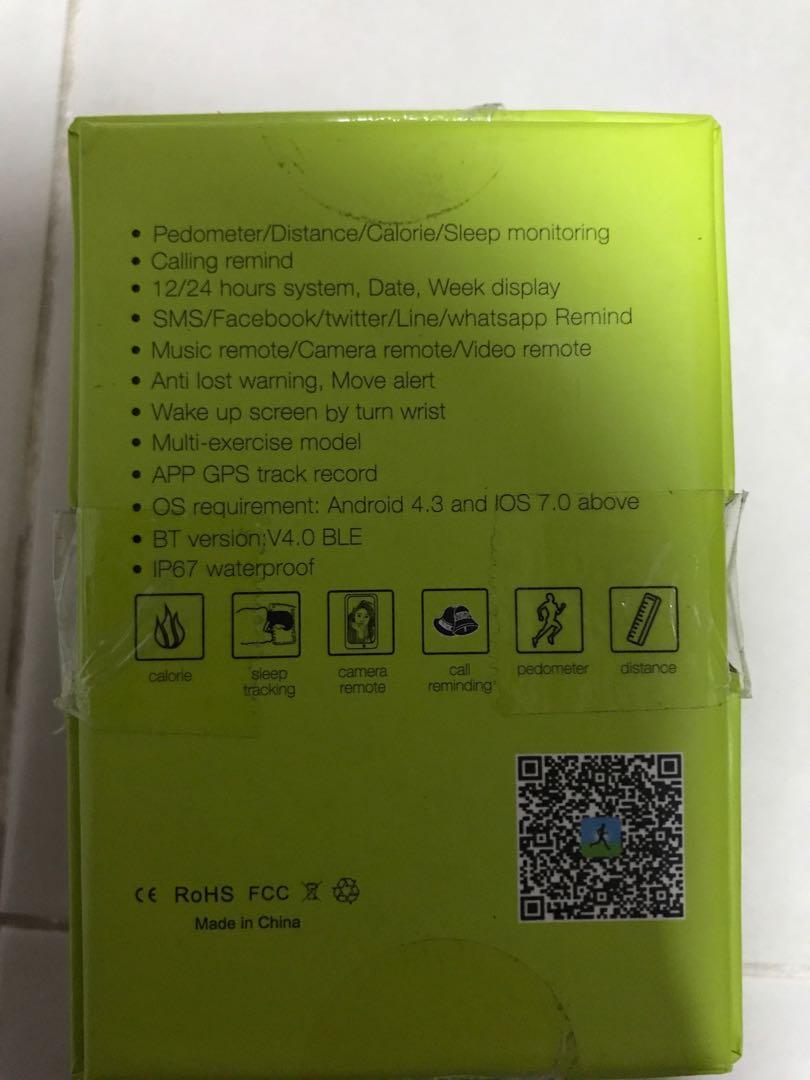 • Pedometer/Distance/Calorie/Sleep monitoring
• Calling remind
• 12/24 hours system, Date, Week display
• SMS/Facebook/twitter/Line/whatsapp Remind
• Music remote/Camera remote/Video remote
• Anti lost warning, Move alert
• Wake up screen by turn wrist
• Multi-exercise model
• APP GPS track record
• OS requirement: Android 4.3 and IOS 7.0 above
• BT version:V4.0 BLE
• IP67 waterproof
calorie
sleep
tracking
camera
remote
call
reminding
pedometer
distance
CE RoHS FCC
Made in China